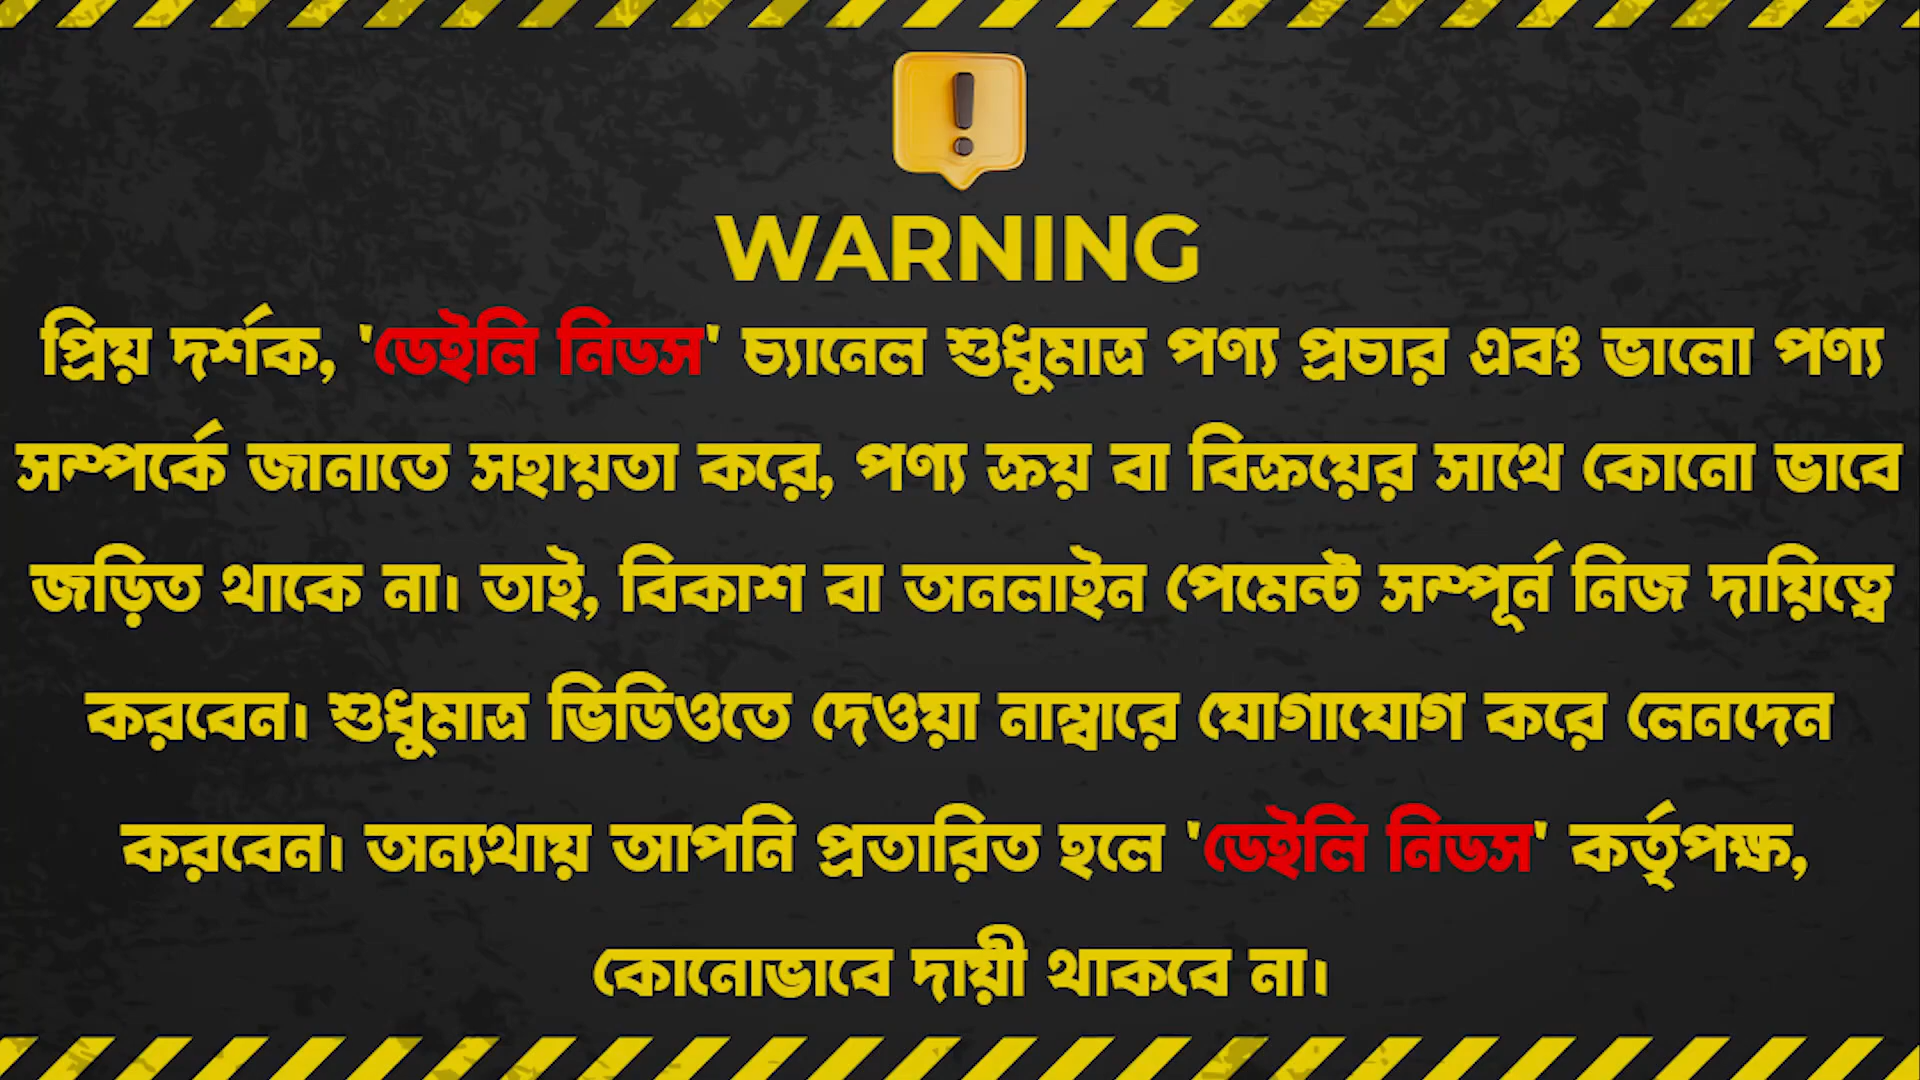 WARNING
প্রিয় দর্শক, 'ডেইলি নিডস' চ্যানেল শুধুমাত্র পণ্য প্রচার এবং ভালো পণ্য
সম্পর্কে জানাতে সহায়তা করে, পণ্য ক্রয় বা বিক্রয়ের সাথে কোনো ভাবে
জড়িত থাকে না। তাই, বিকাশ বা অনলাইন পেমেন্ট সম্পূর্ন নিজ দায়িত্বে
করবেন। শুধুমাত্র ভিডিওতে দেওয়া নাম্বারে যোগাযোগ করে লেনদেন
করবেন। অন্যথায় আপনি প্রতারিত হলে 'ডেইলি নিডস' কর্তৃপক্ষ,
কোনোভাবে দায়ী থাকবে না।